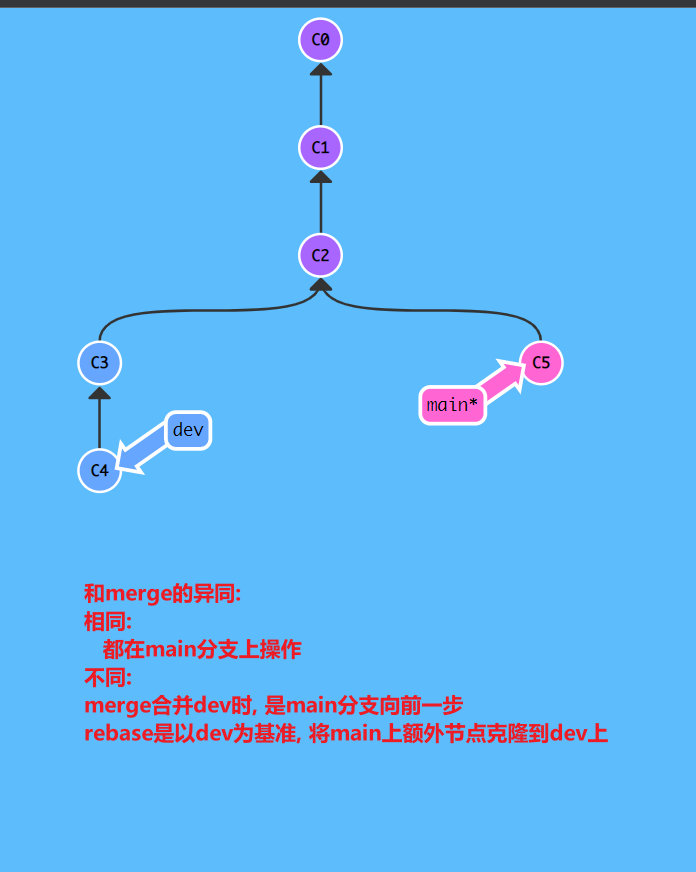 C0
C1
C2
C3
C5
main*
dev
C4
和merge的异同:
相同:
都在main分支上操作
不同:
merge合并dev时, 是main分支向前一步
rebase是以dev为基准, 将main上额外节点克隆到dev上